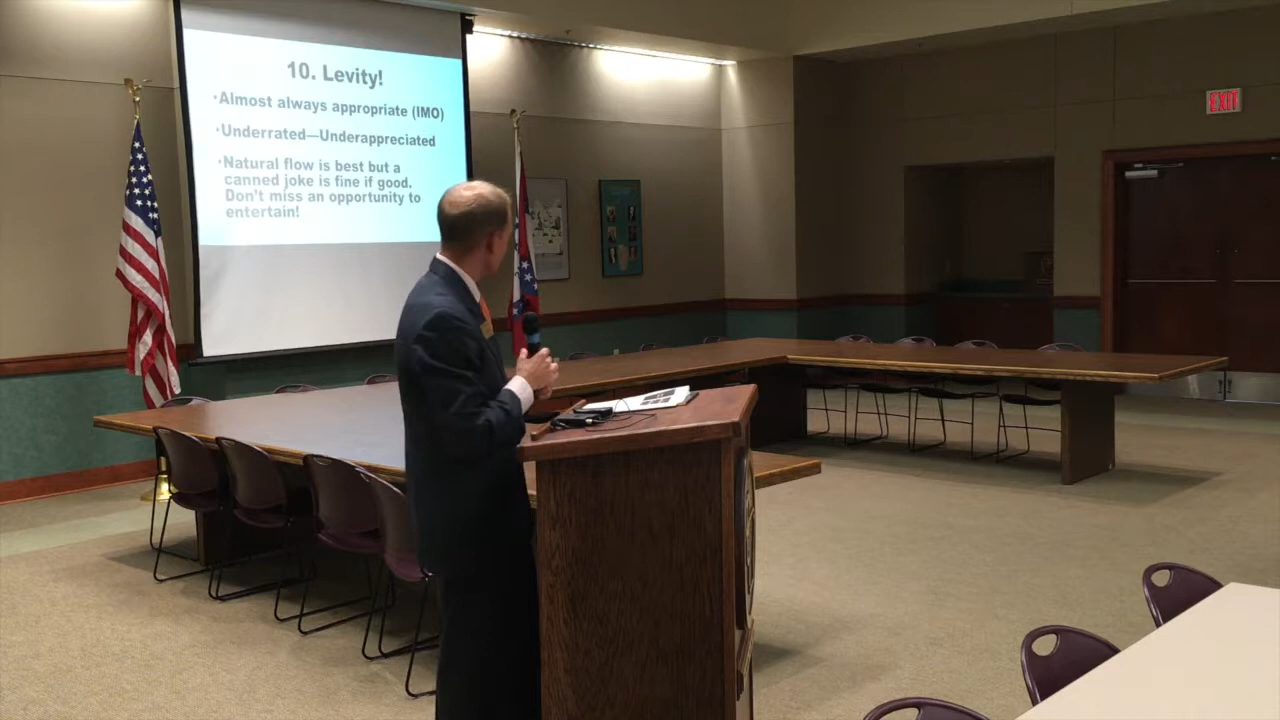 10. Levity!
•Almost always appropriate (IMO)
•Underrated—Underappreciated
•Natural flow is best but a
canned joke is fine if good.
Don't miss an opportunity to
entertain!
EXIT